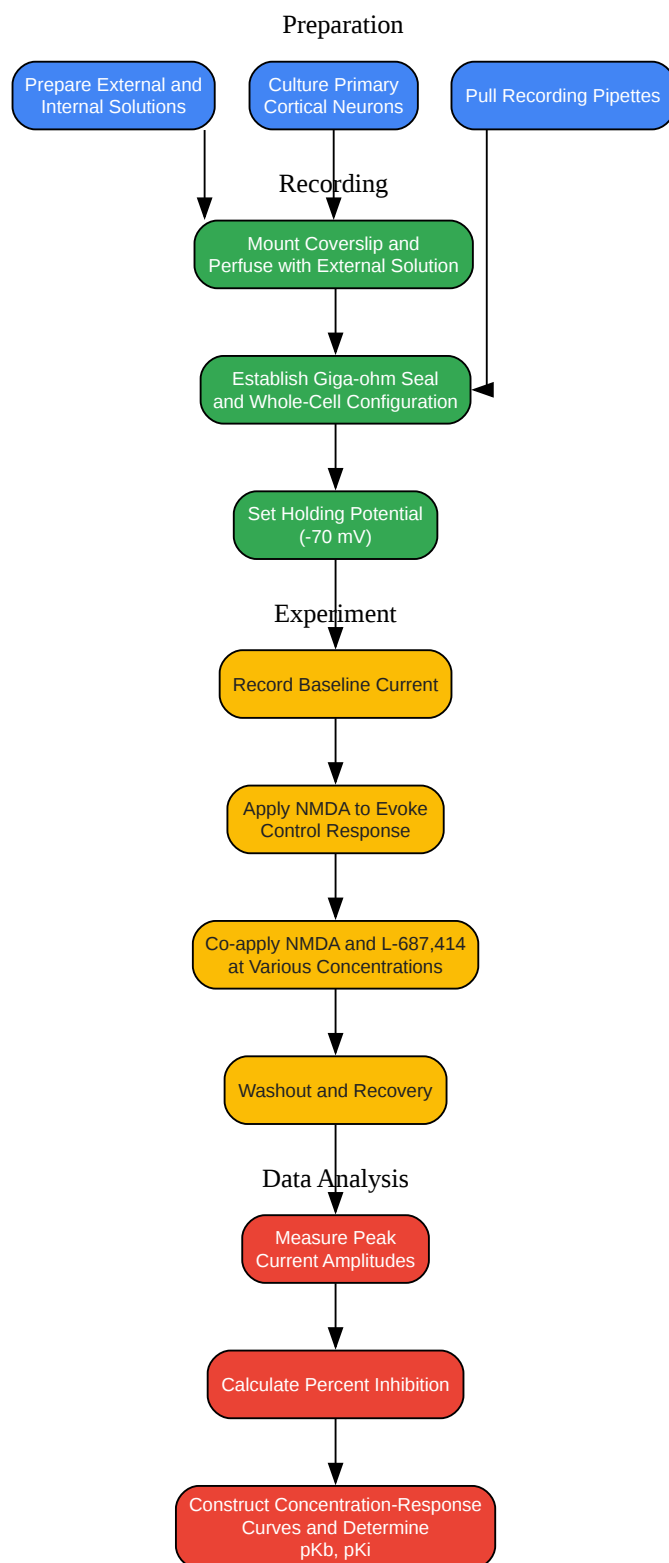 Preparation
Prepare External and
Internal Solutions
Culture Primary
Cortical Neurons
Pull Recording Pipettes
Recording
Mount Coverslip and
Perfuse with External Solution
Establish Giga-ohm Seal
and Whole-Cell Configuration
Set Holding Potential
(-70 mV)
Experiment
Record Baseline Current
Apply NMDA to Evoke
Control Response
Co-apply NMDA and L-687,414
at Various Concentrations
Washout and Recovery
Data Analysis
Measure Peak
Current Amplitudes
Calculate Percent Inhibition
Construct Concentration-Response
Curves and Determine
pKb, pKi